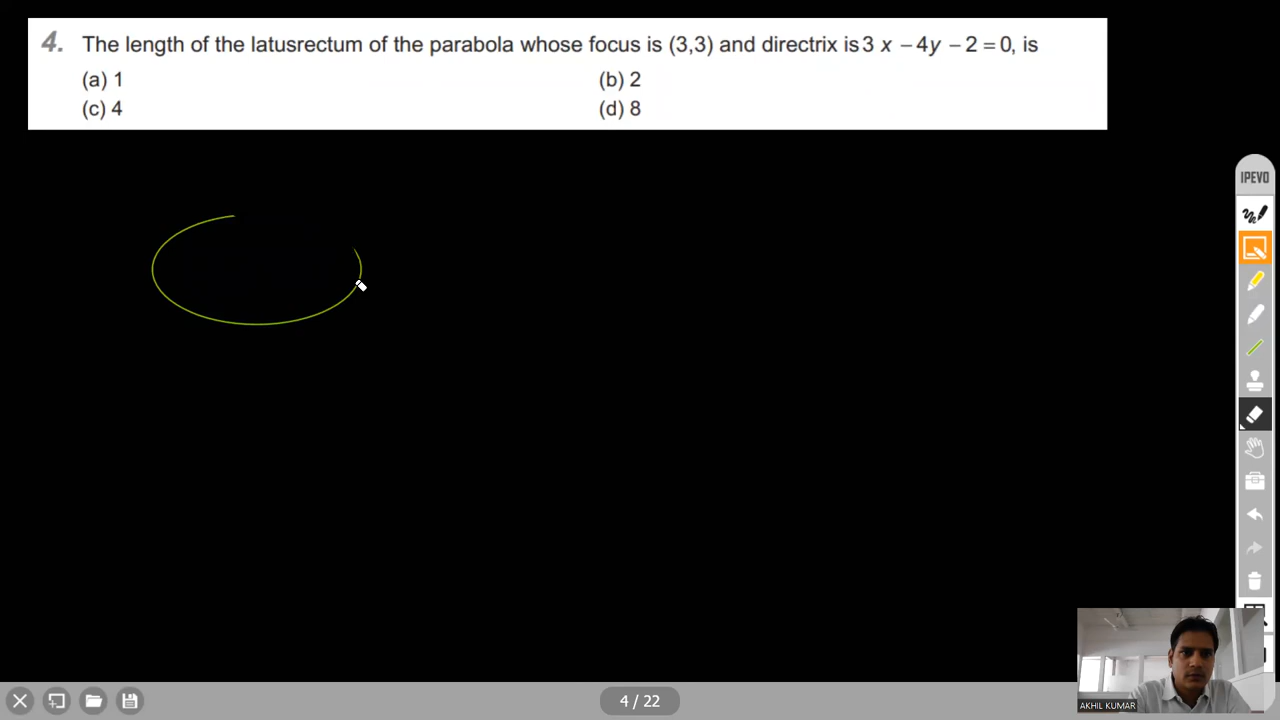 4. The length of the latusrectum of the parabola whose focus is (3,3) and directrix is 3 x − 4y − 2 = 0, is
(a) 1 (b) 2
(c) 4 (d) 8
IPEVO
4 / 22
AKHIL KUMAR